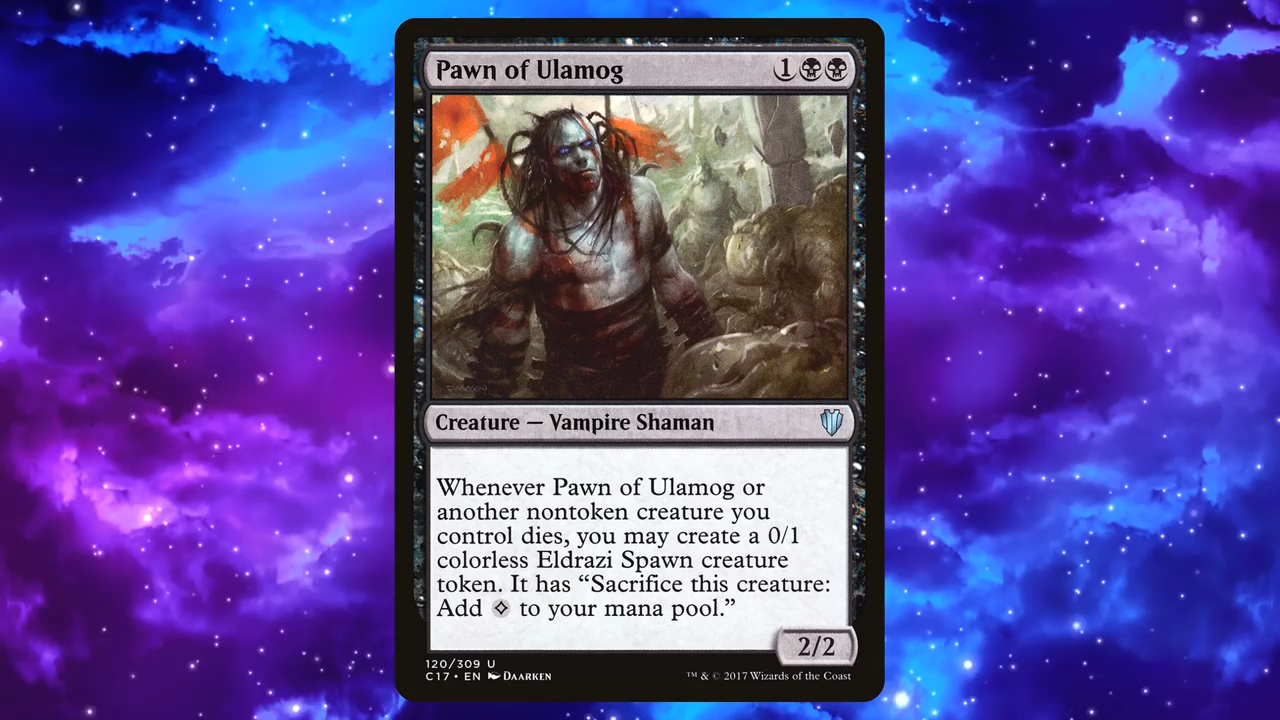 Pawn of Ulamog
1
DAARKEN
Creature — Vampire Shaman
Whenever Pawn of Ulamog or
another nontoken creature you
control dies, you may create a 0/1
colorless Eldrazi Spawn creature
token. It has “Sacrifice this creature:
Add to your mana pool.”
2/2
120/309 U
C17 • EN DAARKEN
™ & © 2017 Wizards of the Coast